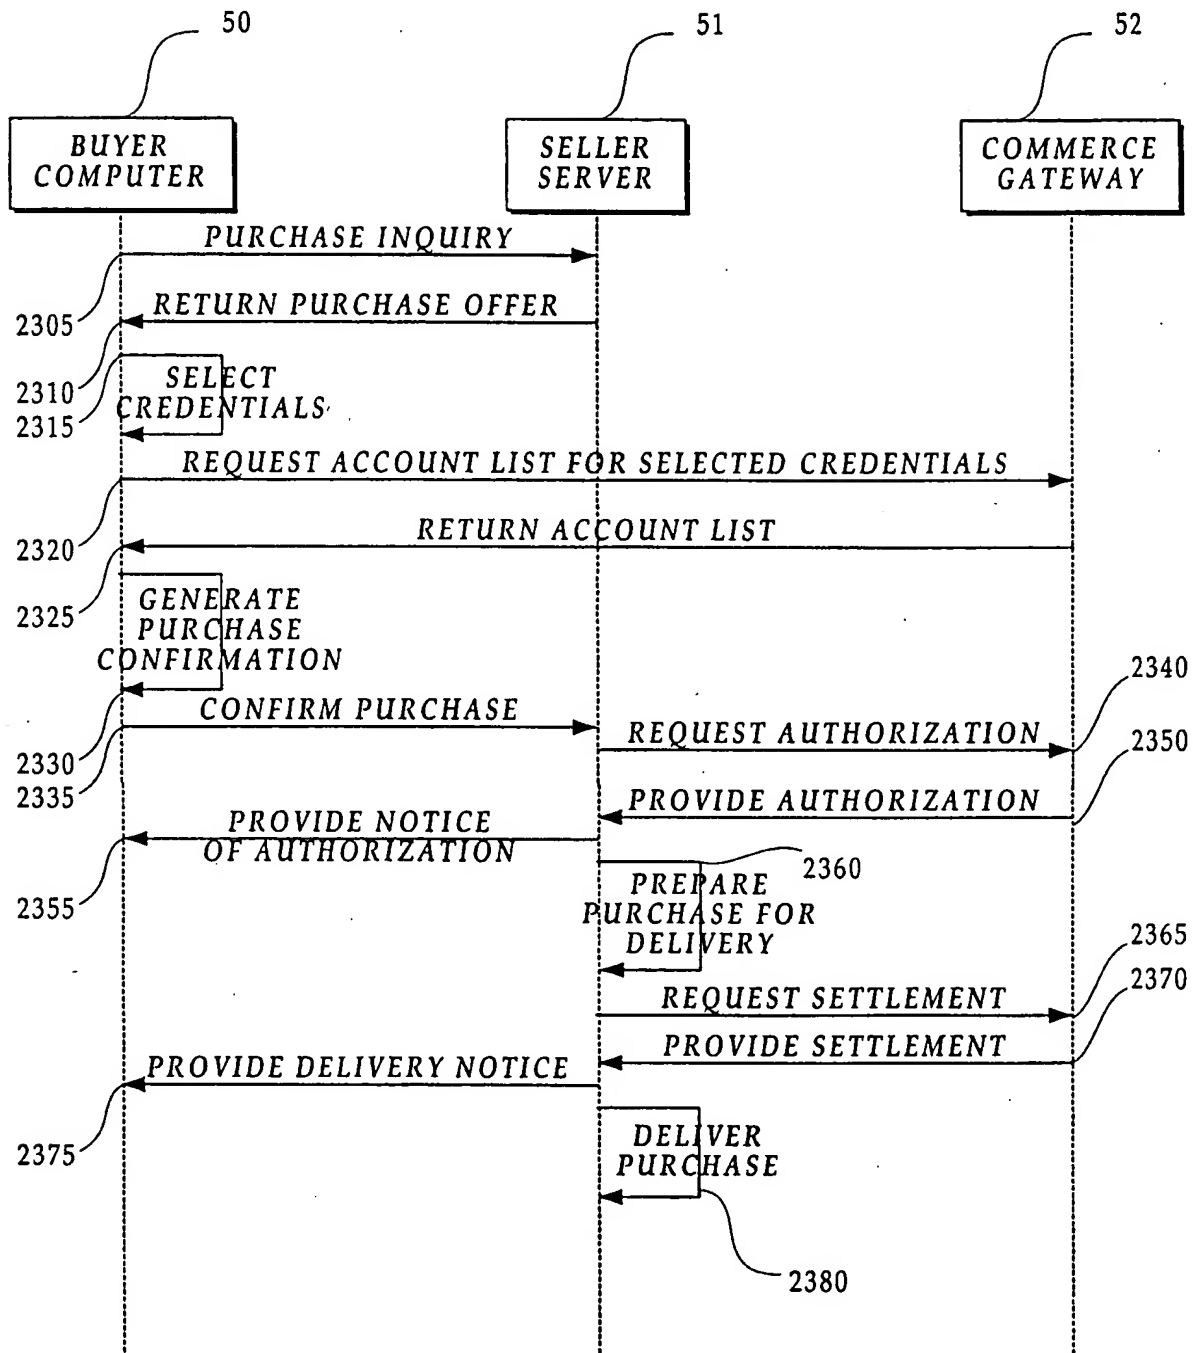 50
51
52
BUYER
COMPUTER
SELLER
SERVER
COMMERCE
GATEWAY
PURCHASE INQUIRY
2305
RETURN PURCHASE OFFER
2310
SELECT
CREDENTIALS
2315
REQUEST ACCOUNT LIST FOR SELECTED CREDENTIALS
2320
RETURN ACCOUNT LIST
2325
GENERATE
PURCHASE
CONFIRMATION
2330
CONFIRM PURCHASE
2335
REQUEST AUTHORIZATION
2340
PROVIDE AUTHORIZATION
2350
PROVIDE NOTICE
OF AUTHORIZATION
2355
2360
PREPARE
PURCHASE FOR
DELIVERY
REQUEST SETTLEMENT
2365
PROVIDE SETTLEMENT
2370
PROVIDE DELIVERY NOTICE
2375
DELIVER
PURCHASE
2380